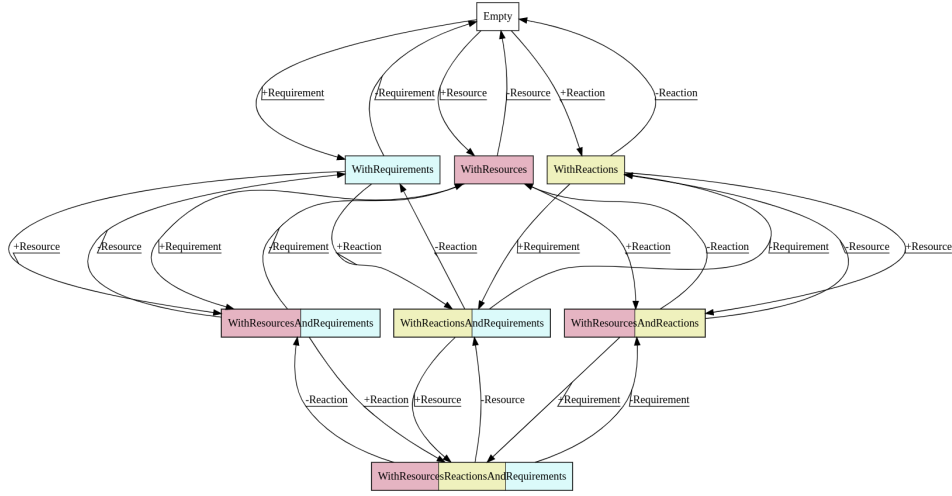 Empty
+Requirement
-Requirement
+Resource
-Resource
+Reaction
-Reaction
WithRequirements
WithResources
WithReactions
+Resource
-Resource
+Requirement
-Requirement
+Reaction
-Reaction
+Requirement
+Reaction
-Reaction
-Requirement
-Resource
+Resource
WithResourcesAndRequirements
WithReactionsAndRequirements
WithResourcesAndReactions
-Reaction
+Reaction
+Resource
-Resource
+Requirement
-Requirement
WithResourcesReactionsAndRequirements